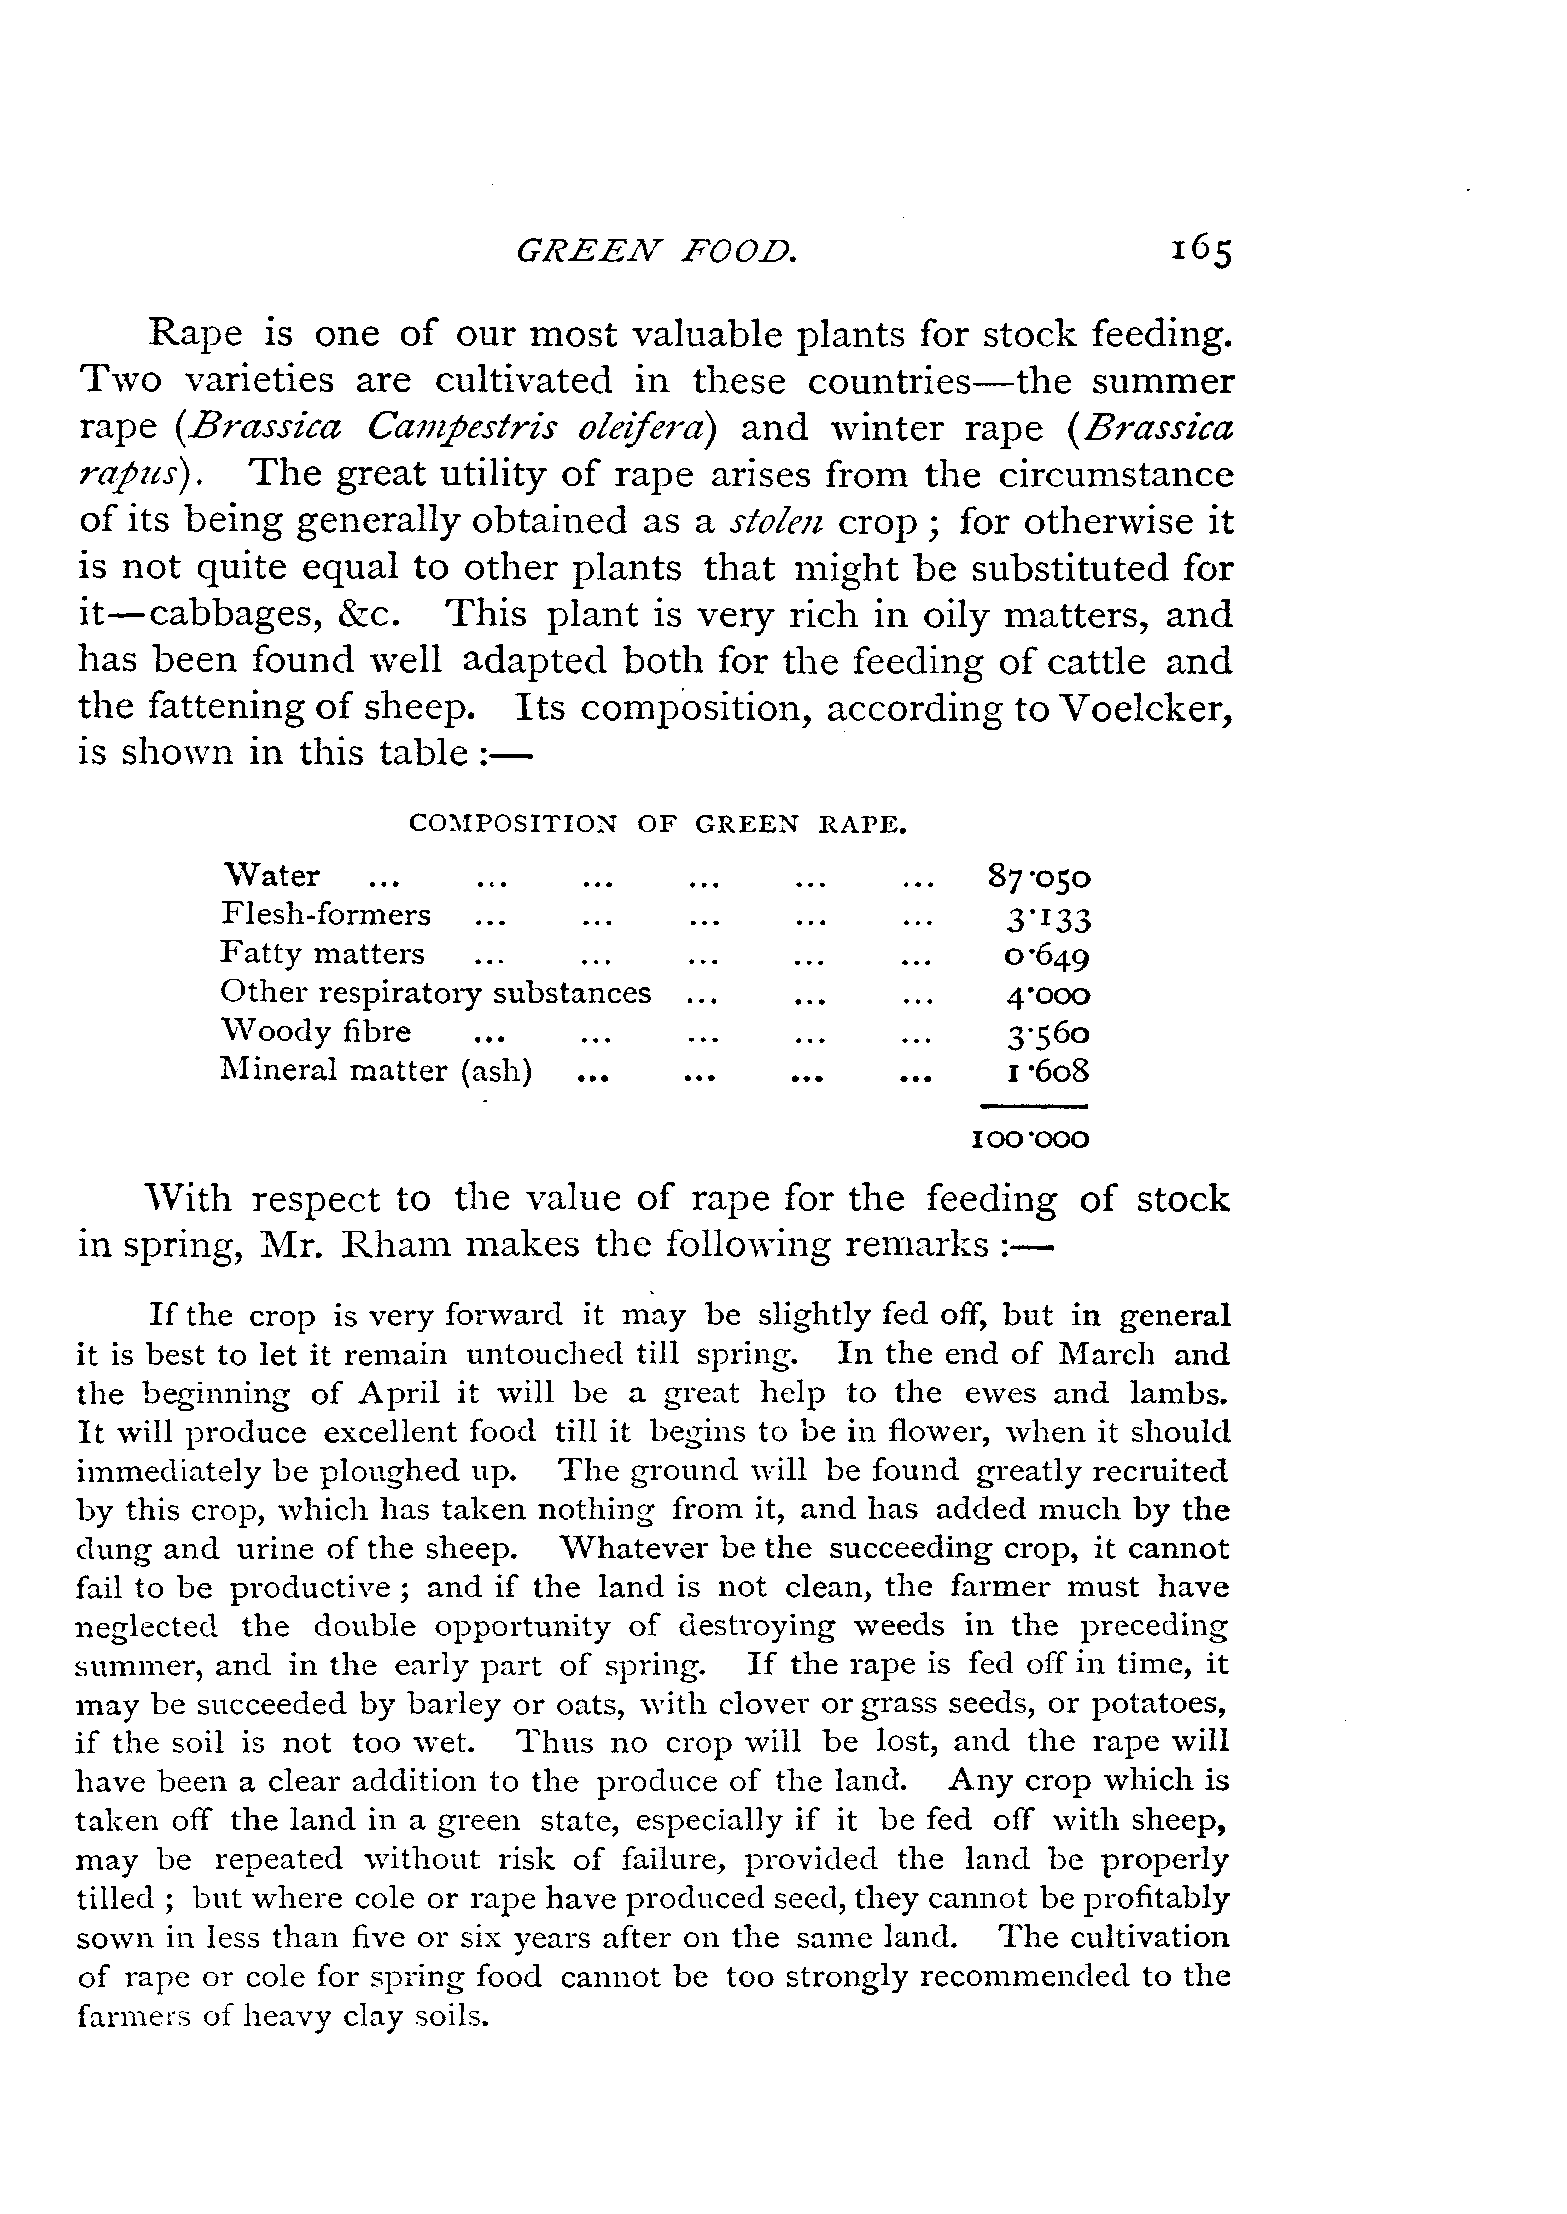 GREEN FOOD. 165
Rape is one of our most valuable plants for stock feeding.
Two varieties are cultivated in these countries—the summer
rape (Brassica Campestris oleifera) and winter rape (Brassica
rapus). The great utility of rape arises from the circumstance
of its being generally obtained as a stolen crop ; for otherwise it
is not quite equal to other plants that might be substituted for
it—cabbages, &c. This plant is very rich in oily matters, and
has been found well adapted both for the feeding of cattle and
the fattening of sheep. Its composition, according to Voelcker,
is shown in this table :—
COMPOSITION OF GREEN RAPE.
Water ... ... ... ... ... ... 87·050
Flesh-formers ... ... ... ... ... 3·133
Fatty matters ... ... ... ... ... 0·649
Other respiratory substances ... ... ... 4·000
Woody fibre ... ... ... ... ... 3·560
Mineral matter (ash) ... ... ... ... 1·608
100·000
With respect to the value of rape for the feeding of stock
in spring, Mr. Rham makes the following remarks :—
If the crop is very forward it may be slightly fed off, but in general
it is best to let it remain untouched till spring. In the end of March and
the beginning of April it will be a great help to the ewes and lambs.
It will produce excellent food till it begins to be in flower, when it should
immediately be ploughed up. The ground will be found greatly recruited
by this crop, which has taken nothing from it, and has added much by the
dung and urine of the sheep. Whatever be the succeeding crop, it cannot
fail to be productive ; and if the land is not clean, the farmer must have
neglected the double opportunity of destroying weeds in the preceding
summer, and in the early part of spring. If the rape is fed off in time, it
may be succeeded by barley or oats, with clover or grass seeds, or potatoes,
if the soil is not too wet. Thus no crop will be lost, and the rape will
have been a clear addition to the produce of the land. Any crop which is
taken off the land in a green state, especially if it be fed off with sheep,
may be repeated without risk of failure, provided the land be properly
tilled ; but where cole or rape have produced seed, they cannot be profitably
sown in less than five or six years after on the same land. The cultivation
of rape or cole for spring food cannot be too strongly recommended to the
farmers of heavy clay soils.